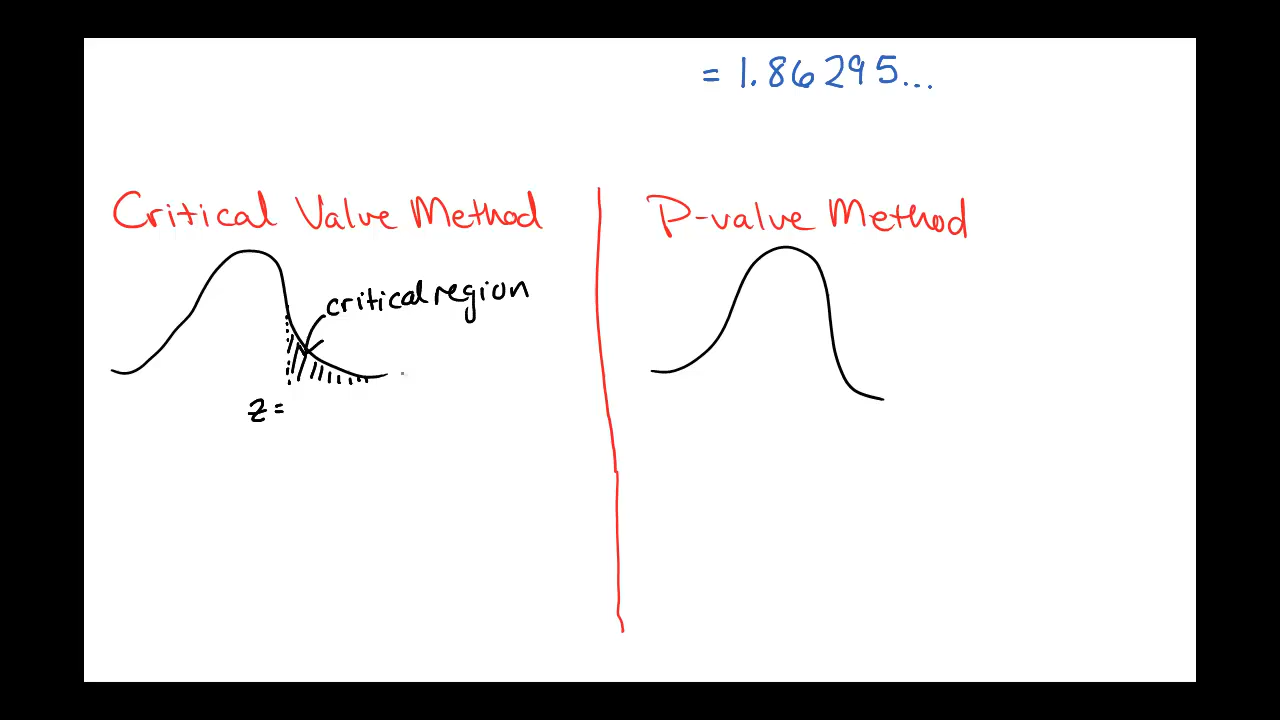 = 1.86295...
Critical Value Method
P-value Method
critical region
z =